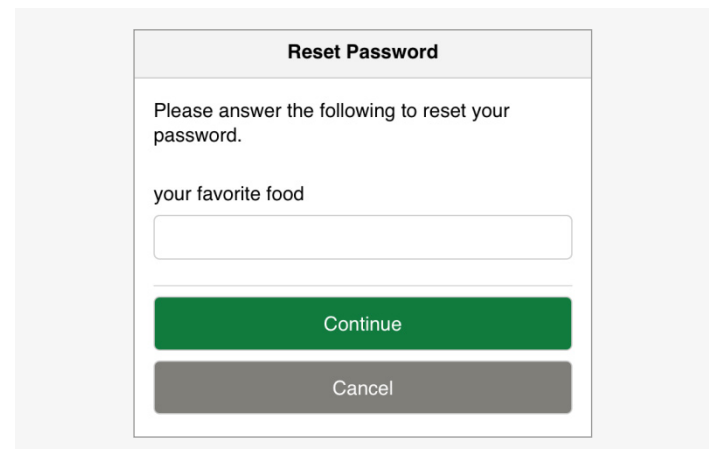 Reset Password
Please answer the following to reset your
password.
your favorite food
Continue
Cancel